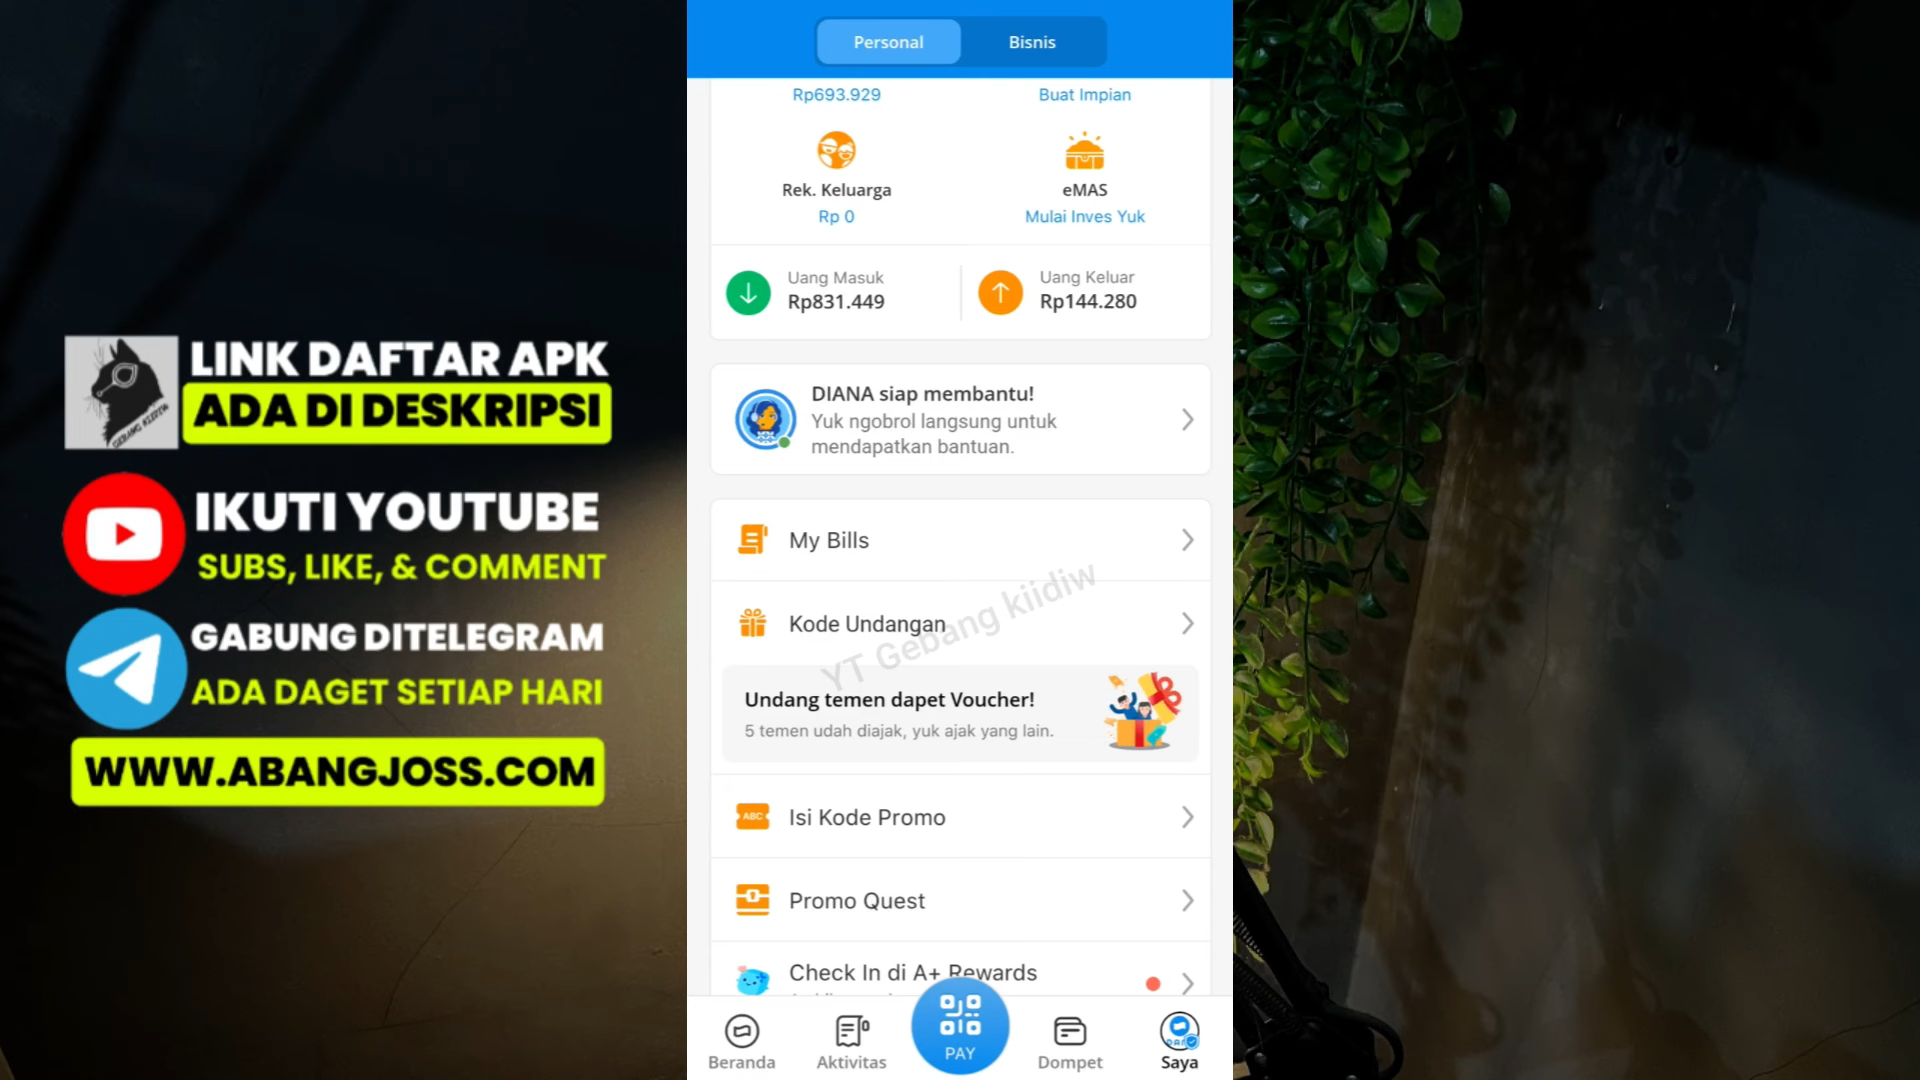 LINK DAFTAR APK
ADA DI DESKRIPSI
GEBANG KIIDIW
IKUTI YOUTUBE
SUBS, LIKE, & COMMENT
GABUNG DITELEGRAM
ADA DAGET SETIAP HARI
WWW.ABANGJOSS.COM
Personal
Bisnis
Rp693.929
Buat Impian
Rek. Keluarga
eMAS
Rp 0
Mulai Inves Yuk
Uang Masuk
Uang Keluar
Rp831.449
Rp144.280
DIANA siap membantu!
Yuk ngobrol langsung untuk
mendapatkan bantuan.
My Bills
Kode Undangan
YT Gebang kiidiw
Undang temen dapet Voucher!
5 temen udah diajak, yuk ajak yang lain.
ABC
Isi Kode Promo
Promo Quest
Check In di A+ Rewards
Beranda
Aktivitas
PAY
Dompet
Saya